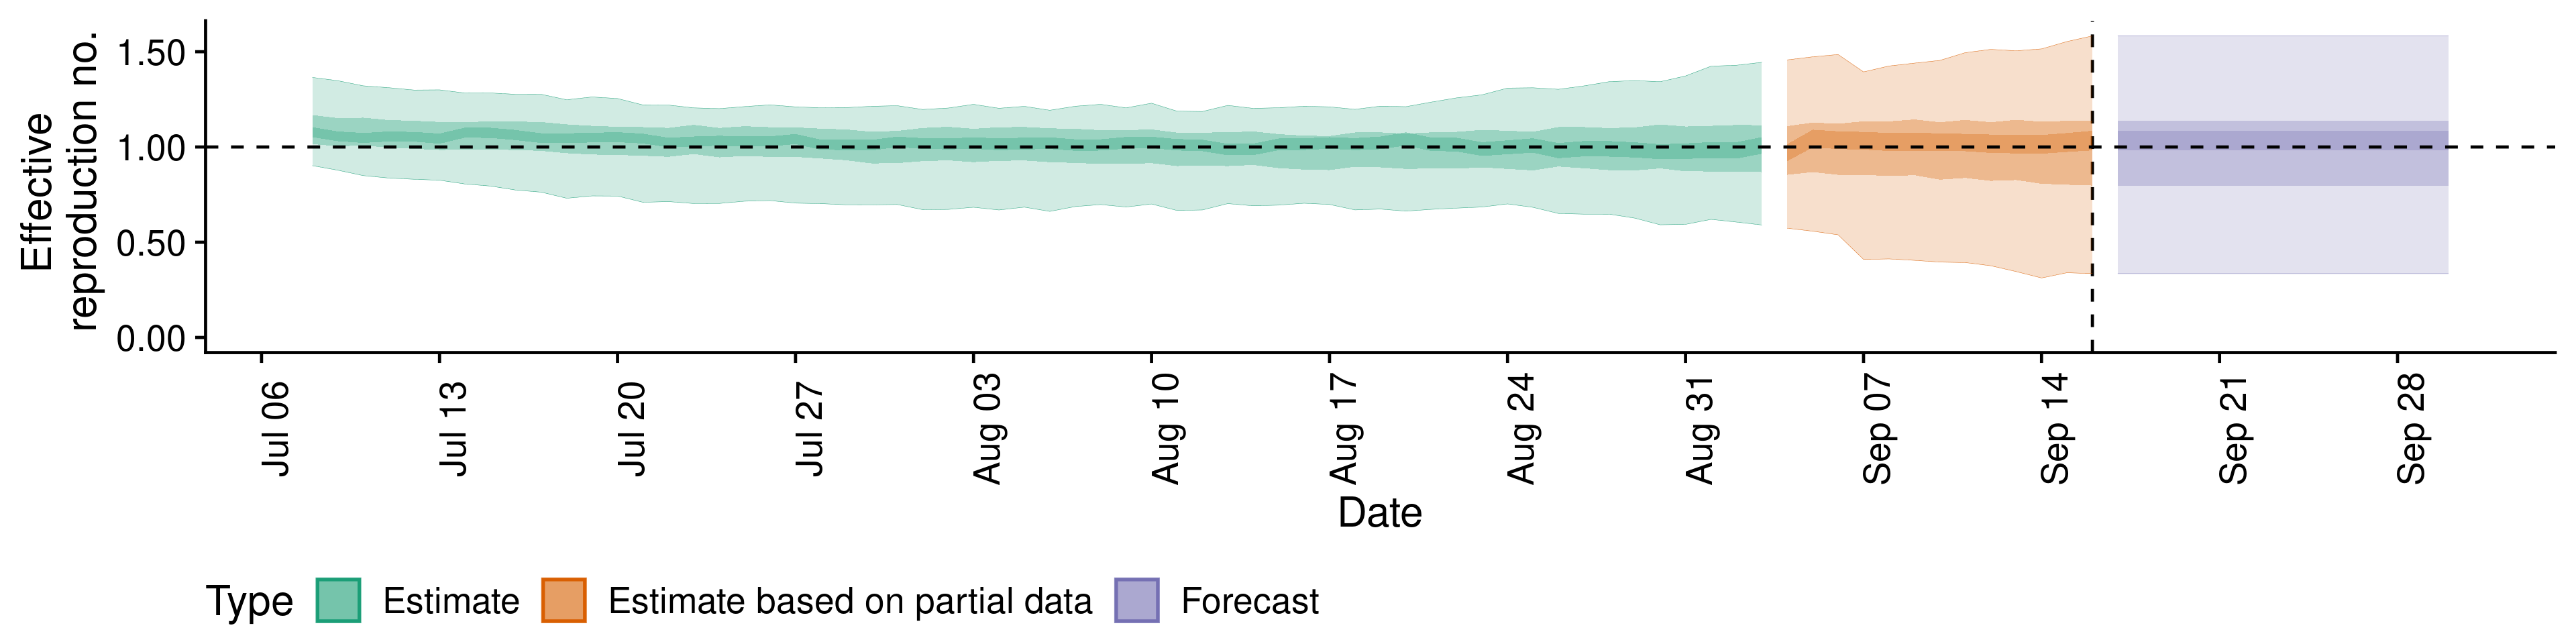 Effective
reproduction no.
1.50
1.00
0.50
0.00
Jul 06
Jul 13
Jul 20
Jul 27
Aug 03
Aug 10
Aug 17
Aug 24
Aug 31
Sep 07
Sep 14
Sep 21
Sep 28
Date
Type Estimate Estimate based on partial data Forecast